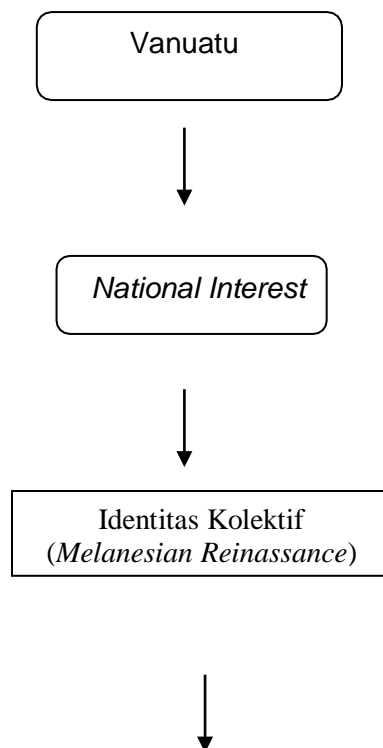 Vanuatu
National Interest
Identitas Kolektif
(Melanesian Reinassance)